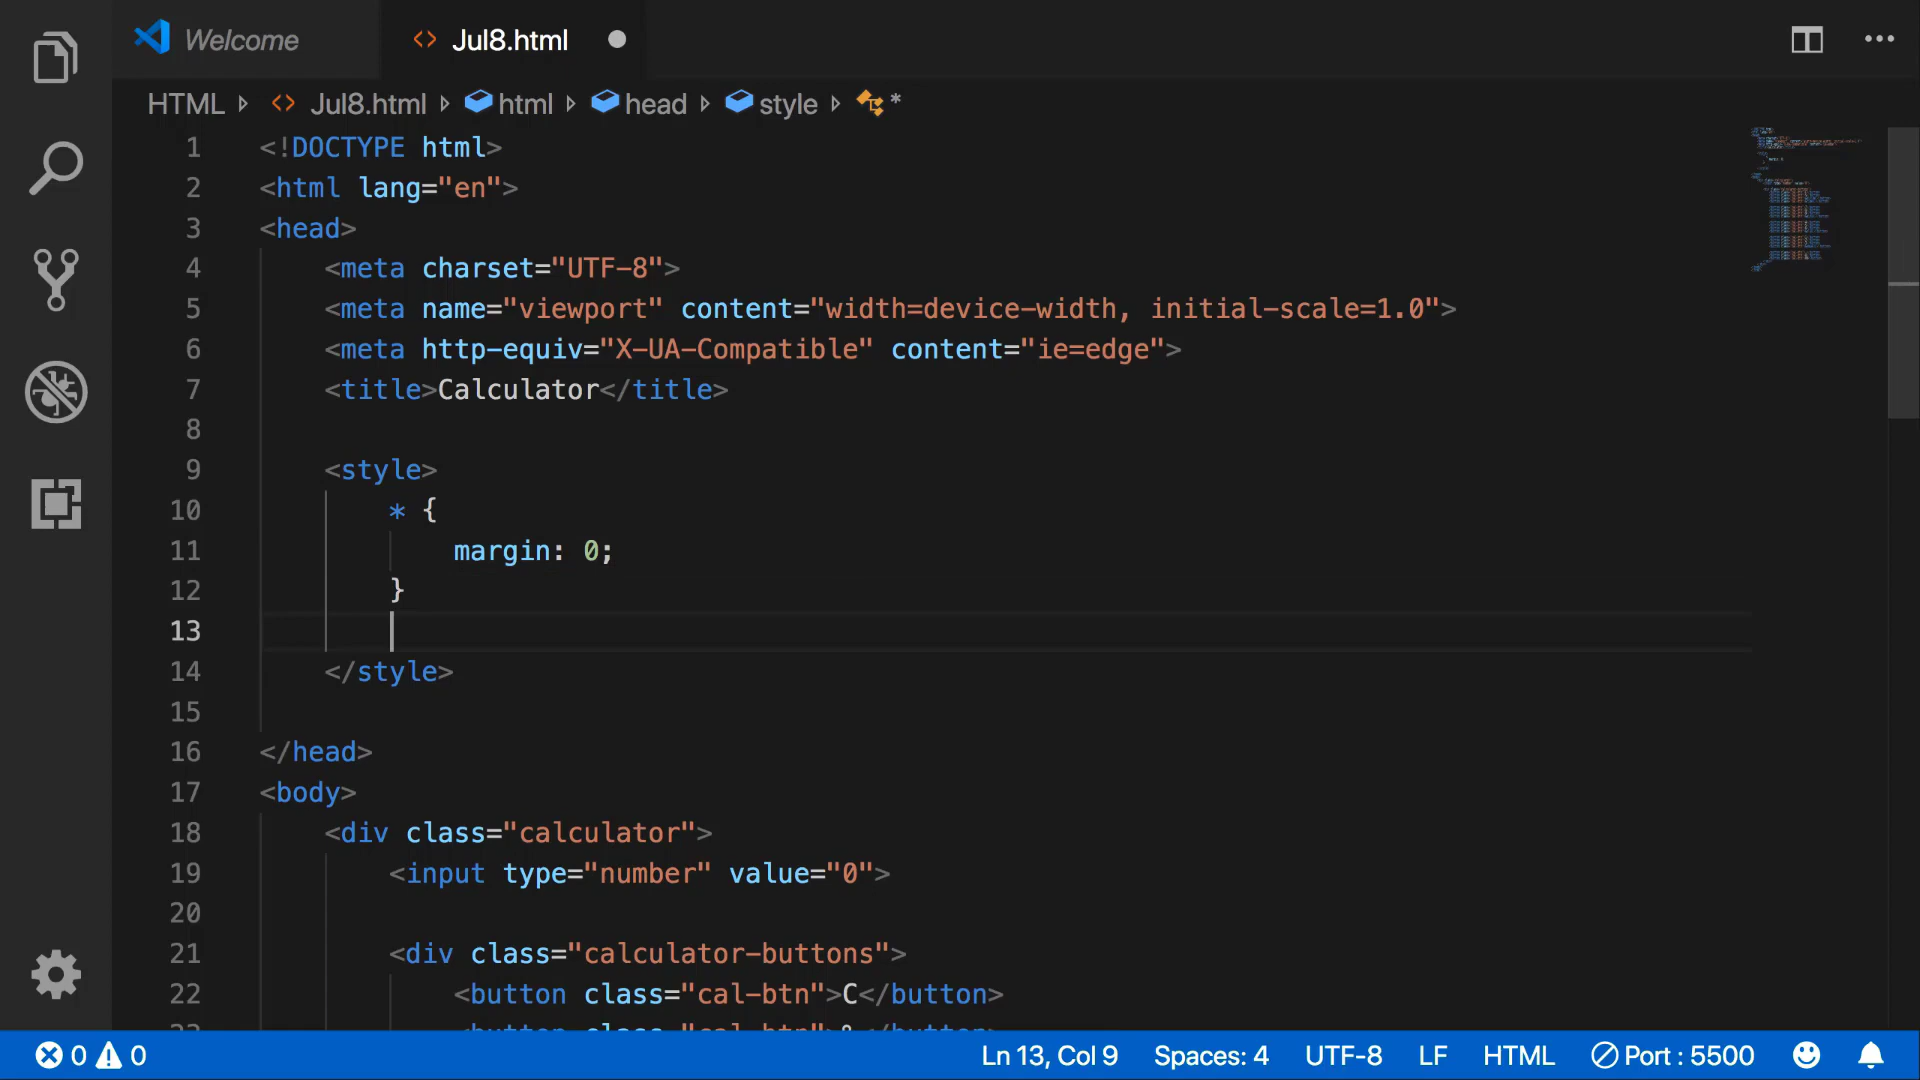 Welcome
Jul8.html
HTML Jul8.html html head style *
1 <!DOCTYPE html>
2 <html lang="en">
3 <head>
4 <meta charset="UTF-8">
5 <meta name="viewport" content="width=device-width, initial-scale=1.0">
6 <meta http-equiv="X-UA-Compatible" content="ie=edge">
7 <title>Calculator</title>
8
9 <style>
10 * {
11 margin: 0;
12 }
13
14 </style>
15
16 </head>
17 <body>
18 <div class="calculator">
19 <input type="number" value="0">
20
21 <div class="calculator-buttons">
22 <button class="cal-btn">C</button>
0 0 Ln 13, Col 9 Spaces: 4 UTF-8 LF HTML Port : 5500